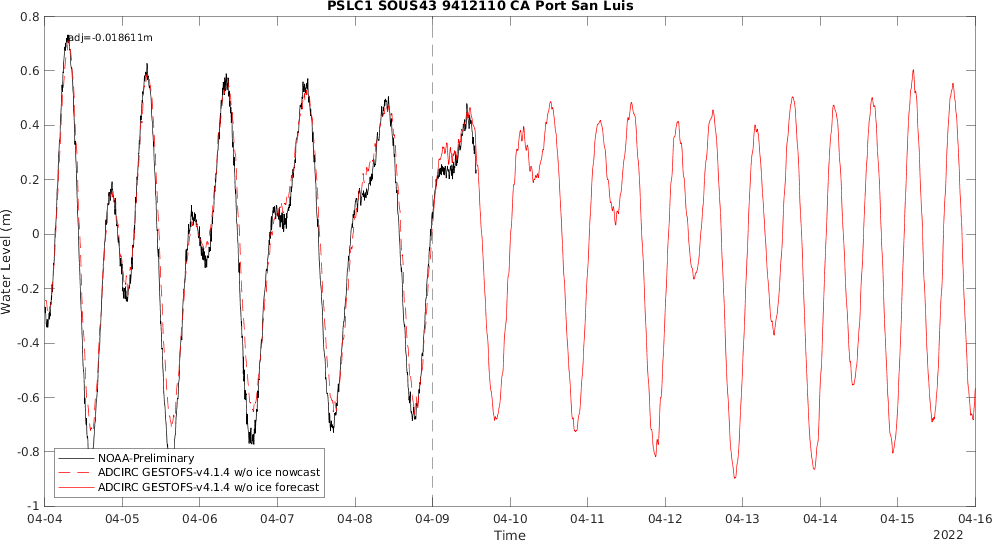 PSLC1 SOUS43 9412110 CA Port San Luis
adj=-0.018611m
0.8
0.6
0.4
0.2
0
-0.2
-0.4
-0.6
-0.8
-1
Water Level (m)
NOAA-Preliminary
ADCIRC GESTOFS-v4.1.4 w/o ice nowcast
ADCIRC GESTOFS-v4.1.4 w/o ice forecast
04-04 04-05 04-06 04-07 04-08 04-09 04-10 04-11 04-12 04-13 04-14 04-15 04-16
Time
2022